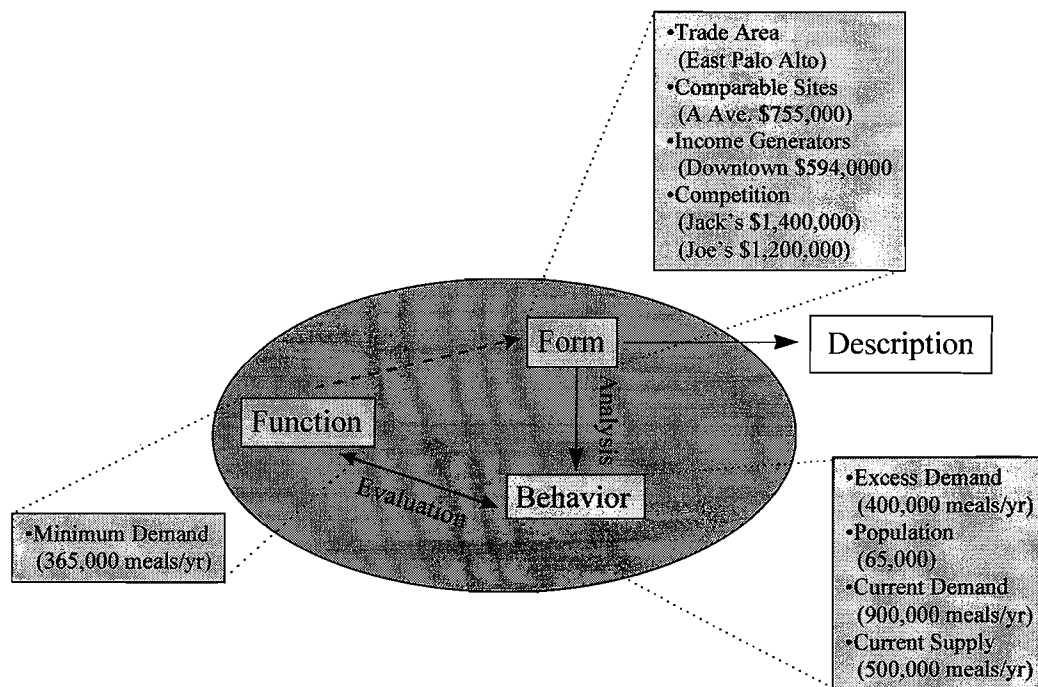 •Trade Area
(East Palo Alto)
•Comparable Sites
(A Ave. $755,000)
•Income Generators
(Downtown $594,0000
•Competition
(Jack's $1,400,000)
(Joe's $1,200,000)
Form
Description
Analysis
Function
Behavior
Evaluation
•Minimum Demand
(365,000 meals/yr)
•Excess Demand
(400,000 meals/yr)
•Population
(65,000)
•Current Demand
(900,000 meals/yr)
•Current Supply
(500,000 meals/yr)